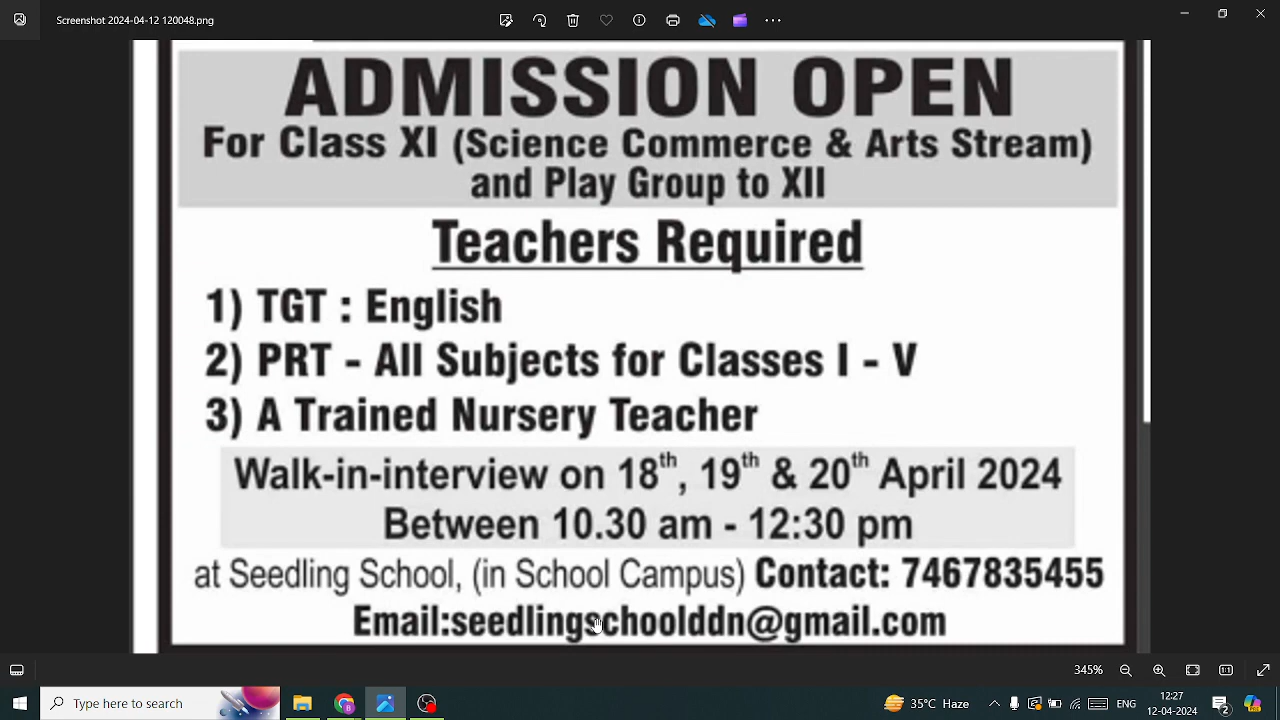 Screenshot 2024-04-12 120048.png
ADMISSION OPEN
For Class XI (Science Commerce & Arts Stream)
and Play Group to XII
Teachers Required
1) TGT : English
2) PRT - All Subjects for Classes I - V
3) A Trained Nursery Teacher
Walk-in-interview on 18th, 19th & 20th April 2024
Between 10.30 am - 12:30 pm
at Seedling School, (in School Campus) Contact: 7467835455
Email:seedlingschoolddn@gmail.com
345%
Type here to search
35°C Haze
ENG
12:27
12-04-2024
2